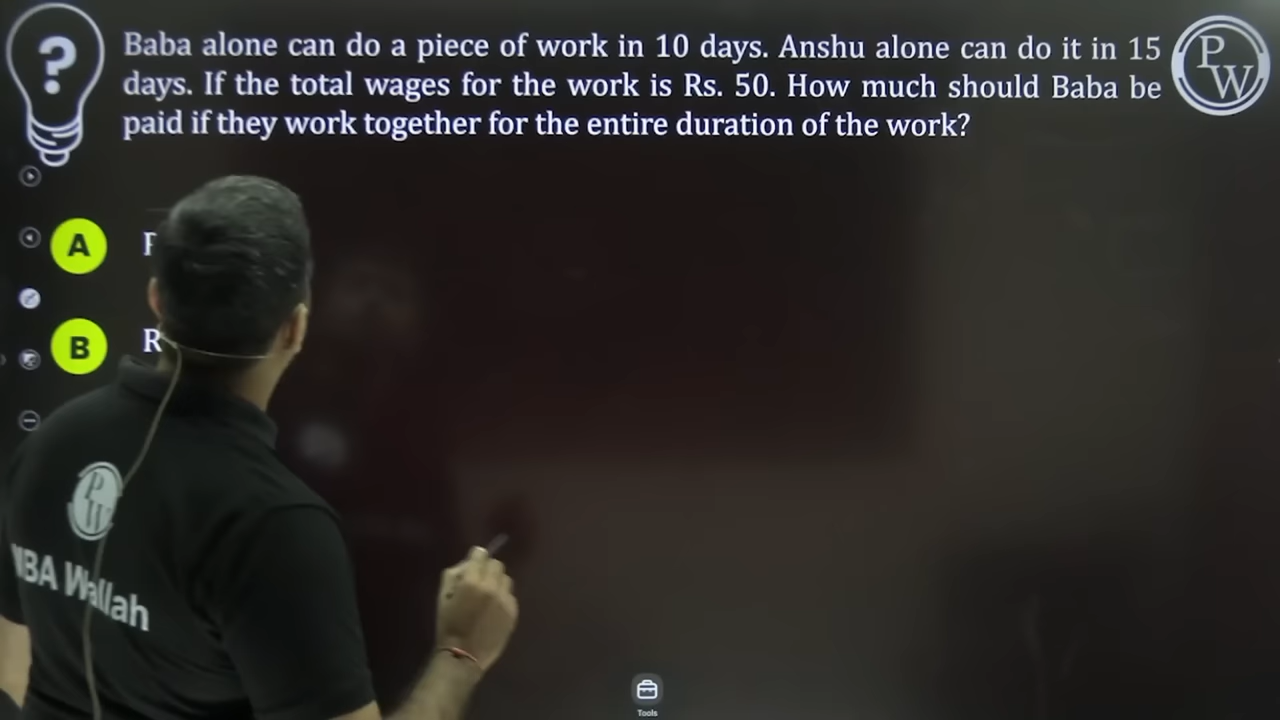 ?
Baba alone can do a piece of work in 10 days. Anshu alone can do it in 15
days. If the total wages for the work is Rs. 50. How much should Baba be
paid if they work together for the entire duration of the work?
PW
A
B
R
PW
Wallah
Tools